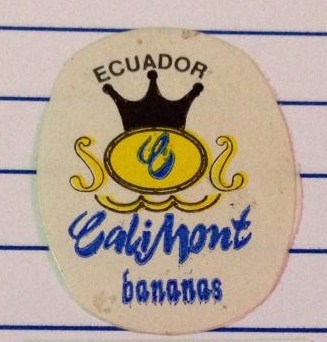 ECUADOR
C
CaliMont
bananas